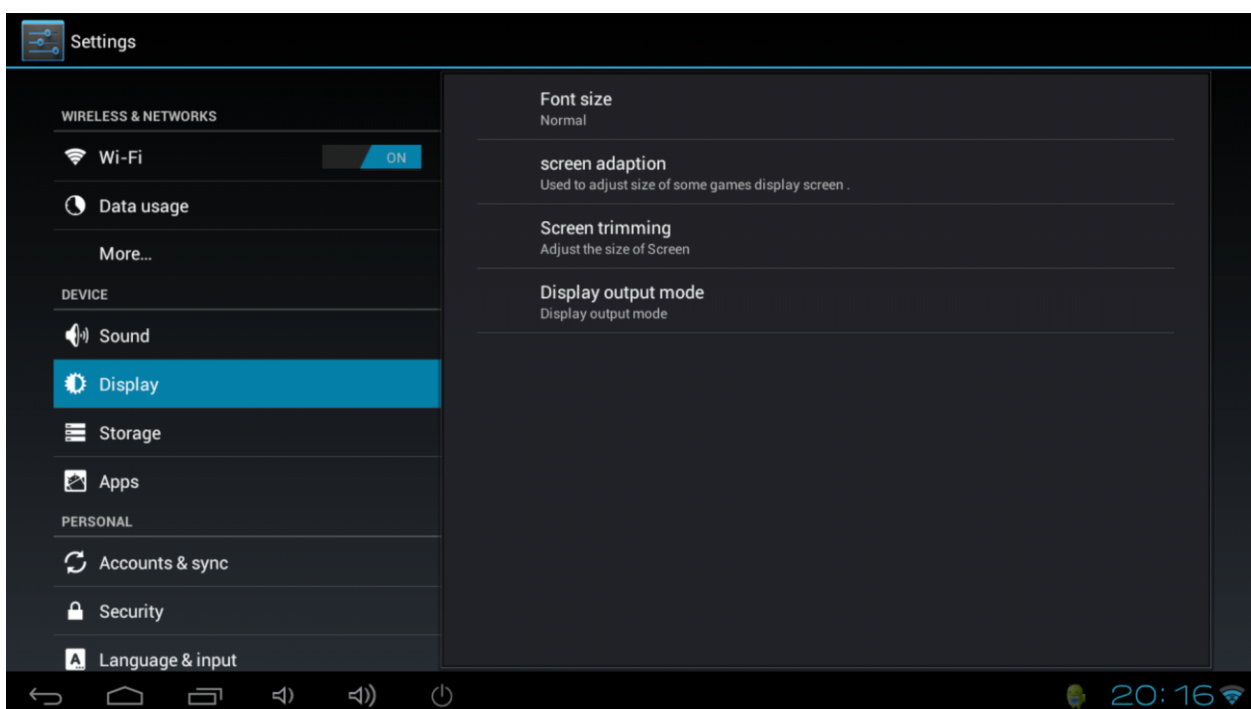 Settings
WIRELESS & NETWORKS
Wi-Fi
ON
Data usage
More...
DEVICE
Sound
Display
Storage
Apps
PERSONAL
Accounts & sync
Security
Language & input
Font size
Normal
screen adaption
Used to adjust size of some games display screen .
Screen trimming
Adjust the size of Screen
Display output mode
Display output mode
20:16